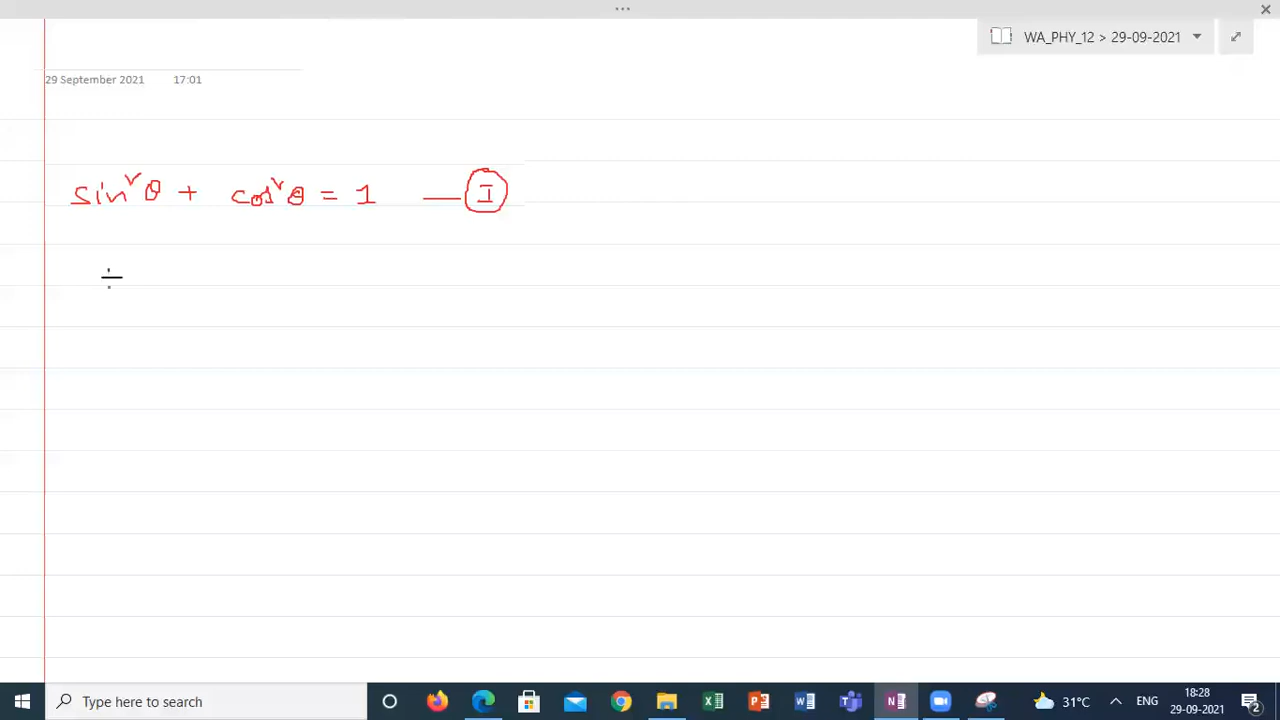 ...
WA_PHY_12 > 29-09-2021
29 September 2021 17:01
sin²θ + cos²θ = 1 — I
÷
Type here to search
31°C ENG 18:28 29-09-2021 2